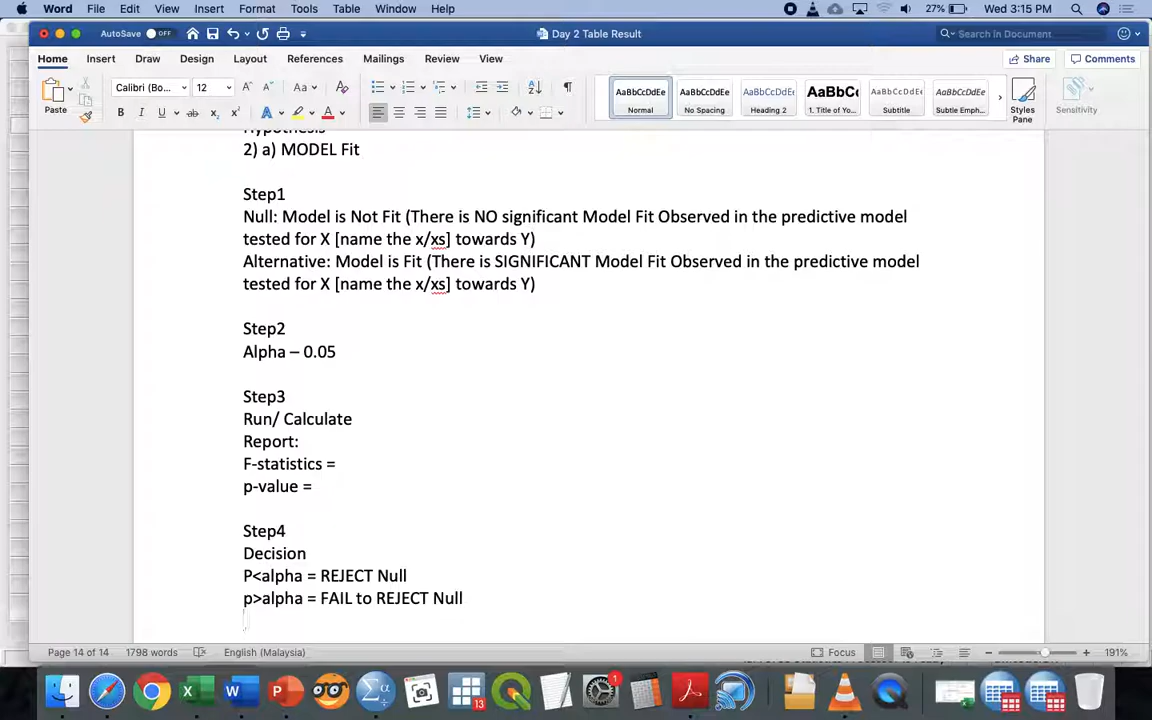 Word File Edit View Insert Format Tools Table Window Help 27% Wed 3:15 PM
AutoSave OFF Day 2 Table Result Search in Document
Home Insert Draw Design Layout References Mailings Review View Share Comments
Paste Calibri (Bo... 12 Aa AaBbCcDdEe AaBbCcDdEe AaBbCcDdEe AaBbCc AaBbCcDdEe AaBbCcDdEe
Normal No Spacing Heading 2 1. Title of Yo... Subtitle Subtle Emph... Styles Pane Sensitivity
Hypothesis
2) a) MODEL Fit
Step1
Null: Model is Not Fit (There is NO significant Model Fit Observed in the predictive model
tested for X [name the x/xs] towards Y)
Alternative: Model is Fit (There is SIGNIFICANT Model Fit Observed in the predictive model
tested for X [name the x/xs] towards Y)
Step2
Alpha – 0.05
Step3
Run/ Calculate
Report:
F-statistics =
p-value =
Step4
Decision
P<alpha = REJECT Null
p>alpha = FAIL to REJECT Null
Page 14 of 14 1798 words English (Malaysia) Focus 191%
13 1